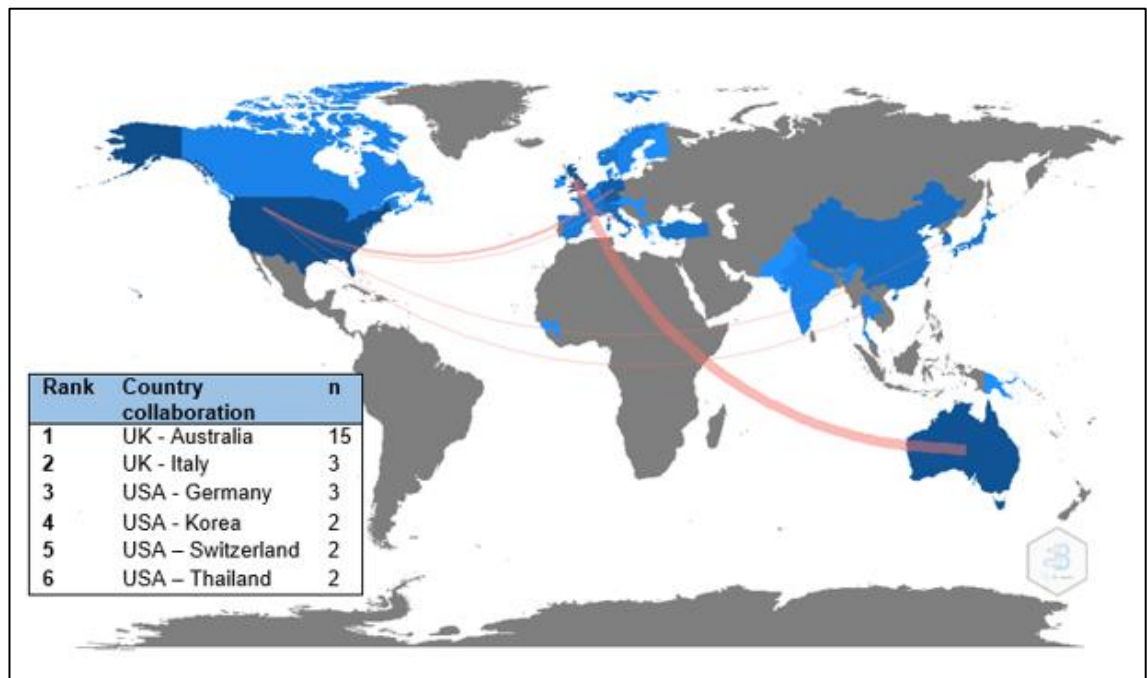 Rank Country collaboration n
1 UK - Australia 15
2 UK - Italy 3
3 USA - Germany 3
4 USA - Korea 2
5 USA – Switzerland 2
6 USA – Thailand 2